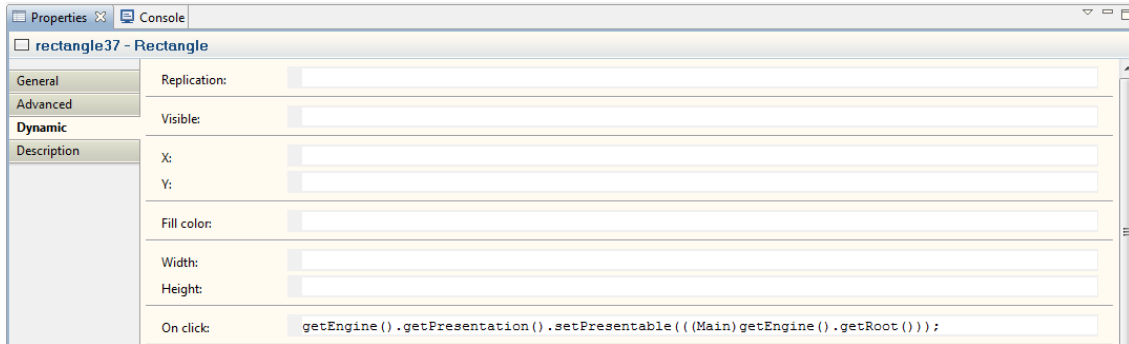 Properties Console
rectangle37 - Rectangle
General
Advanced
Dynamic
Description
Replication:
Visible:
X:
Y:
Fill color:
Width:
Height:
On click: getEngine().getPresentation().setPresentable(((Main)getEngine().getRoot()));